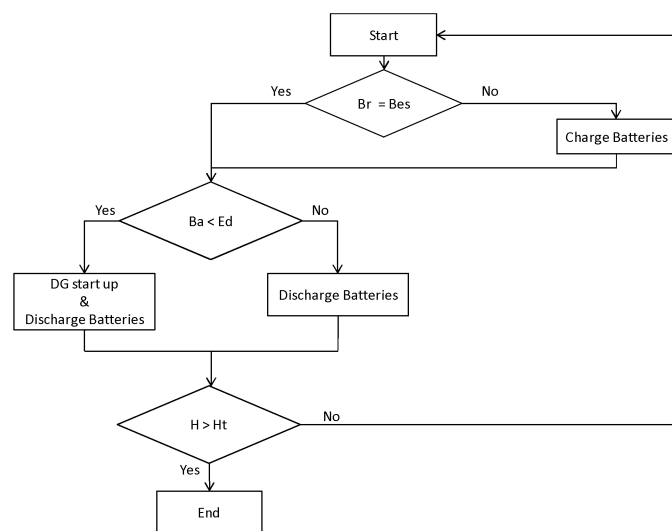 Start
Yes
Br = Bes
No
Charge Batteries
Yes
Ba < Ed
No
DG start up
&
Discharge Batteries
Discharge Batteries
H > Ht
No
Yes
End